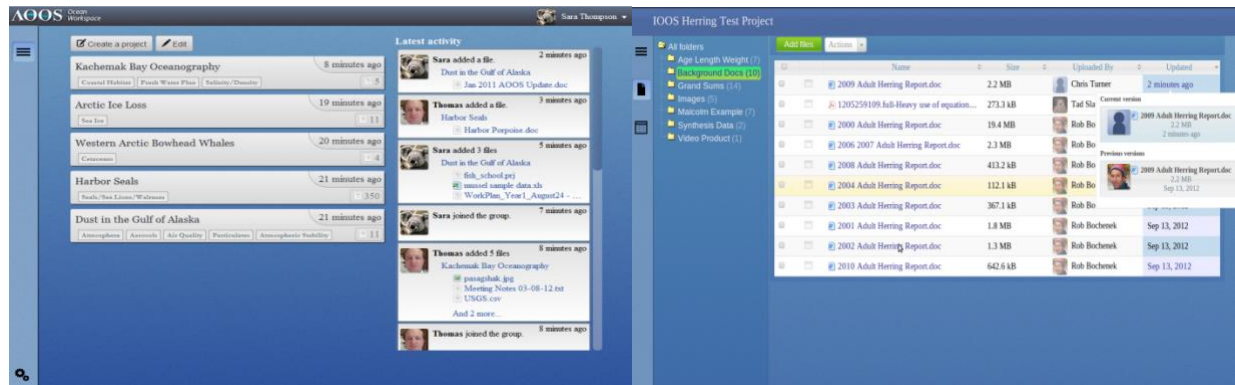 AOOS Ocean Workspace
Sara Thompson
Create a project Edit
Kachemak Bay Oceanography 8 minutes ago
Coastal Habitat Fresh Water Flux Salinity/Density 5
Arctic Ice Loss 19 minutes ago
Sea Ice 11
Western Arctic Bowhead Whales 20 minutes ago
Cetaceans 4
Harbor Seals 21 minutes ago
Seals/Sea Lions/Walruses 350
Dust in the Gulf of Alaska 21 minutes ago
Atmosphere Aerosols Air Quality Particulates Atmospheric Stability 11
Latest activity
Sara added a file. 2 minutes ago
Dust in the Gulf of Alaska
Jan 2011 AOOS Update.doc
Thomas added a file. 3 minutes ago
Harbor Seals
Harbor Porpoise.doc
Sara added 3 files 5 minutes ago
Dust in the Gulf of Alaska
fish_school.prj
mussel sample data.xls
WorkPlan_Year1_August24 - ...
Sara joined the group. 7 minutes ago
Thomas added 5 files 8 minutes ago
Kachemak Bay Oceanography
pasagshak.jpg
Meeting Notes 03-08-12.txt
USGS.csv
And 2 more...
Thomas joined the group. 8 minutes ago
IOOS Herring Test Project
All folders
Age Length Weight (7)
Background Docs (10)
Grand Sums (14)
Images (5)
Malcolm Example (7)
Synthesis Data (2)
Video Product (1)
Add files Actions
Name Size Uploaded By Updated
2009 Adult Herring Report.doc 2.2 MB Chris Turner 2 minutes ago
1205259109.full-Heavy use of equation... 273.3 kB Tad Sla
2000 Adult Herring Report.doc 19.4 MB Rob Bo
2006 2007 Adult Herring Report.doc 2.3 MB Rob Bo
2008 Adult Herring Report.doc 413.2 kB Rob Bo
2004 Adult Herring Report.doc 112.1 kB Rob Bo
2003 Adult Herring Report.doc 367.1 kB Rob Bo
2001 Adult Herring Report.doc 1.8 MB Rob Bochenek Sep 13, 2012
2002 Adult Herring Report.doc 1.3 MB Rob Bochenek Sep 13, 2012
2010 Adult Herring Report.doc 642.6 kB Rob Bochenek Sep 13, 2012
Current version
2009 Adult Herring Report.doc
2.2 MB
2 minutes ago
Previous versions
2009 Adult Herring Report.doc
2.2 MB
Sep 13, 2012